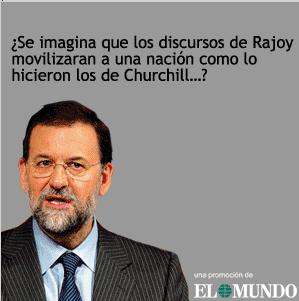 ¿Se imagina que los discursos de Rajoy
movilizaran a una nación como lo
hicieron los de Churchill...?
una promoción de
EL MUNDO